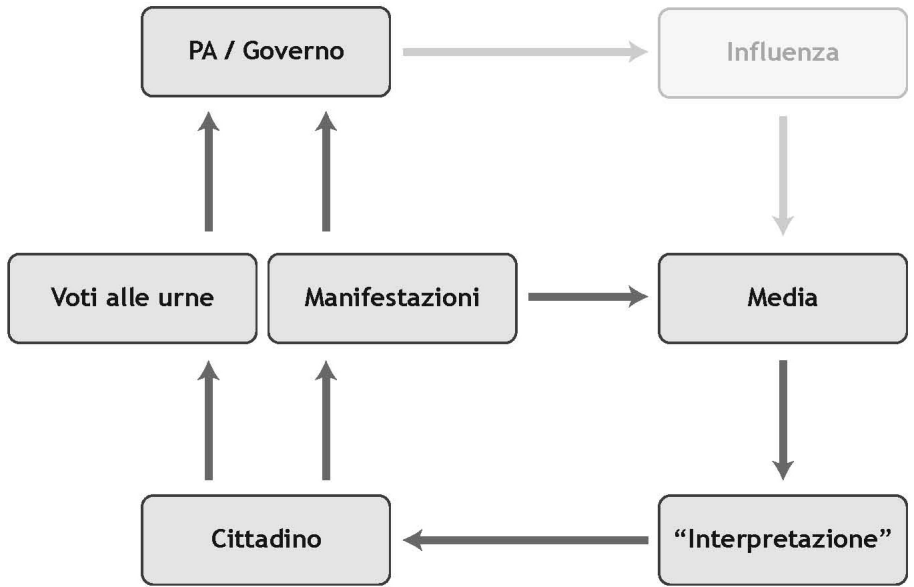 PA / Governo
Influenza
Voti alle urne
Manifestazioni
Media
Cittadino
“Interpretazione”